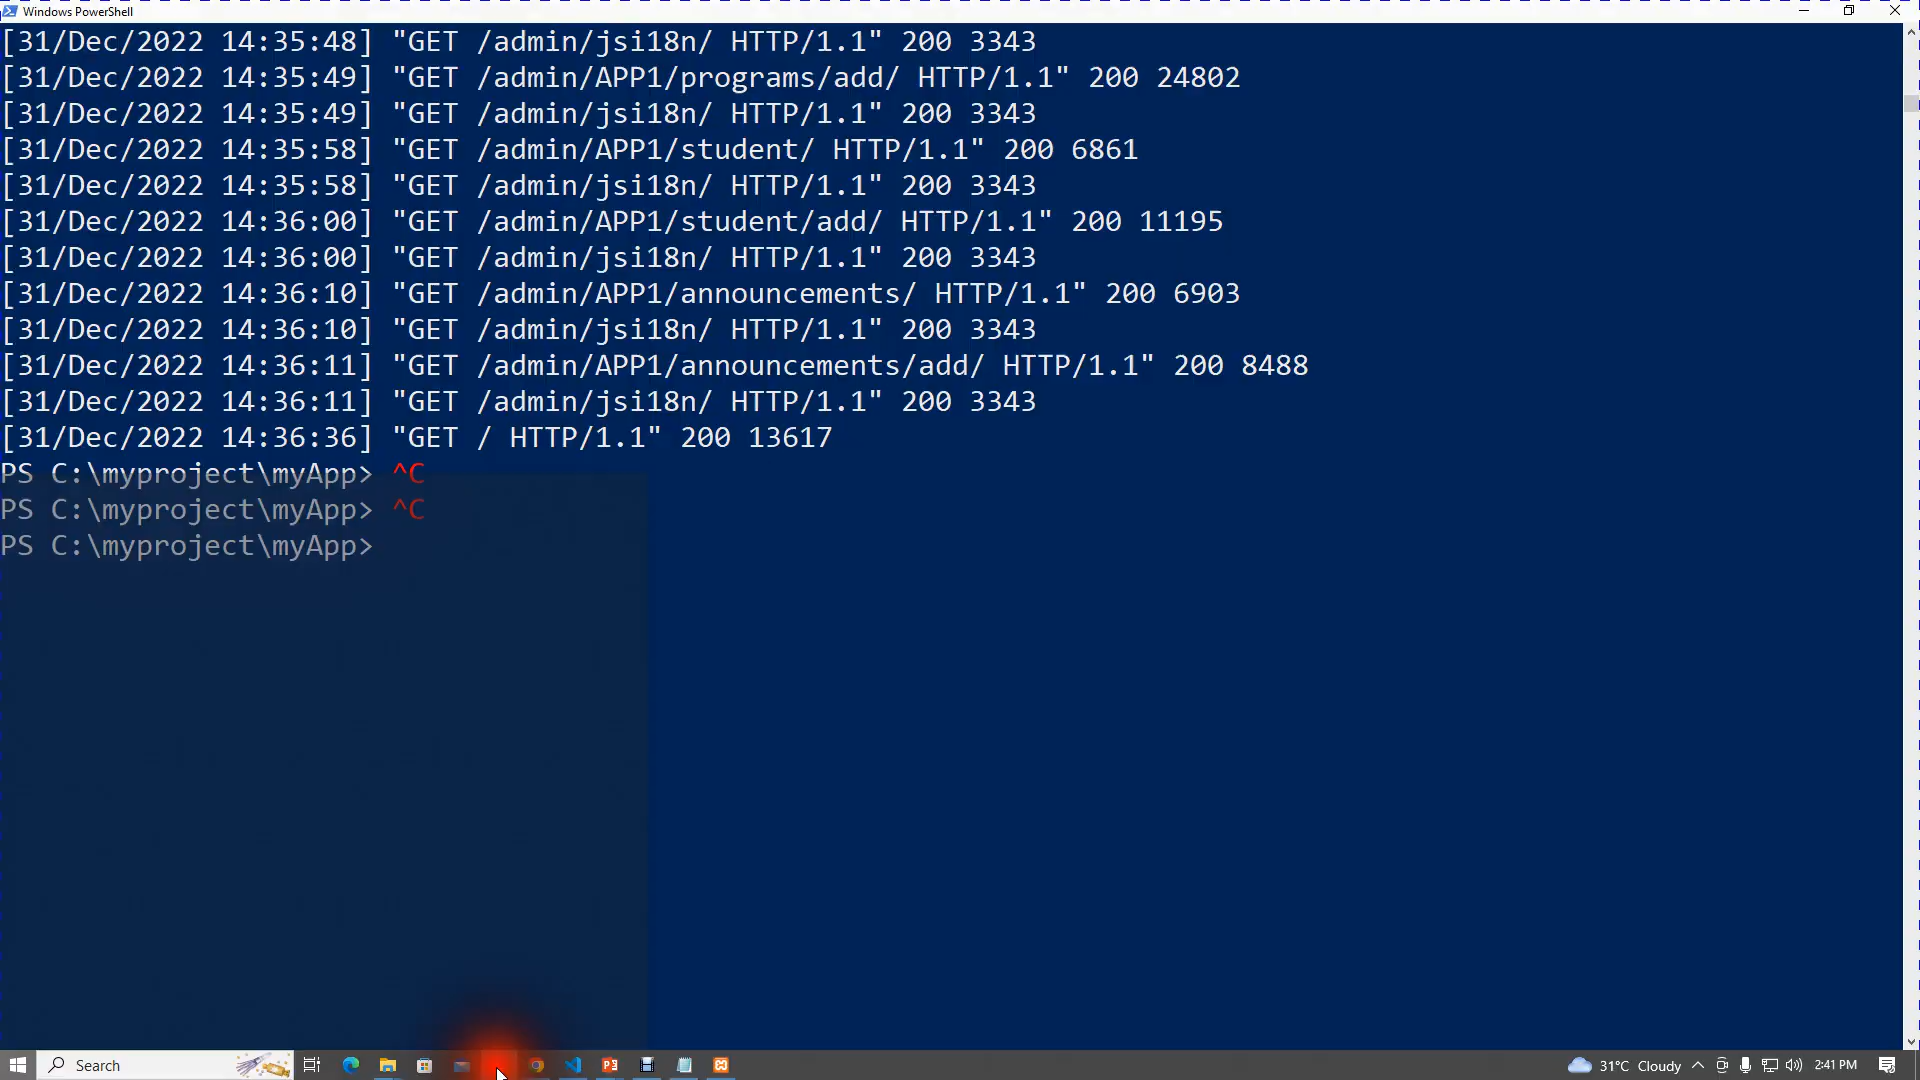 Windows PowerShell
[31/Dec/2022 14:35:48] "GET /admin/jsi18n/ HTTP/1.1" 200 3343
[31/Dec/2022 14:35:49] "GET /admin/APP1/programs/add/ HTTP/1.1" 200 24802
[31/Dec/2022 14:35:49] "GET /admin/jsi18n/ HTTP/1.1" 200 3343
[31/Dec/2022 14:35:58] "GET /admin/APP1/student/ HTTP/1.1" 200 6861
[31/Dec/2022 14:35:58] "GET /admin/jsi18n/ HTTP/1.1" 200 3343
[31/Dec/2022 14:36:00] "GET /admin/APP1/student/add/ HTTP/1.1" 200 11195
[31/Dec/2022 14:36:00] "GET /admin/jsi18n/ HTTP/1.1" 200 3343
[31/Dec/2022 14:36:10] "GET /admin/APP1/announcements/ HTTP/1.1" 200 6903
[31/Dec/2022 14:36:10] "GET /admin/jsi18n/ HTTP/1.1" 200 3343
[31/Dec/2022 14:36:11] "GET /admin/APP1/announcements/add/ HTTP/1.1" 200 8488
[31/Dec/2022 14:36:11] "GET /admin/jsi18n/ HTTP/1.1" 200 3343
[31/Dec/2022 14:36:36] "GET / HTTP/1.1" 200 13617
PS C:\myproject\myApp> ^C
PS C:\myproject\myApp> ^C
PS C:\myproject\myApp>
Search 31°C Cloudy 2:41 PM